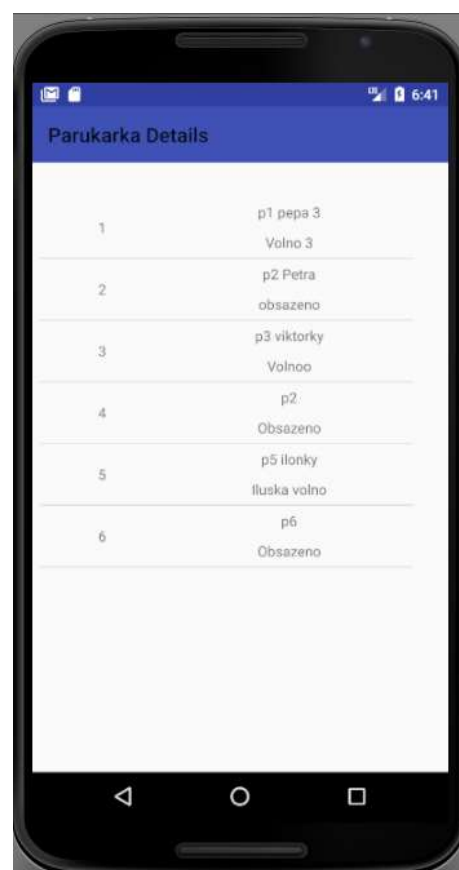 6:41
Parukarka Details
1
p1 pepa 3
Volno 3
2
p2 Petra
obsazeno
3
p3 viktorky
Volnoo
4
p2
Obsazeno
5
p5 ilonky
Iluska volno
6
p6
Obsazeno